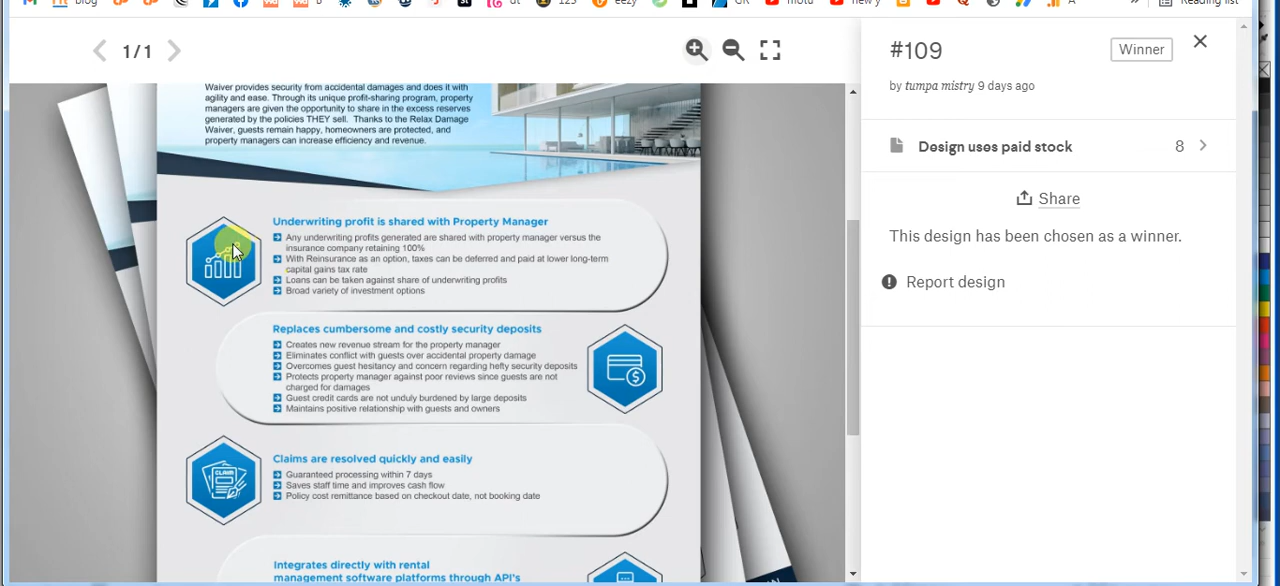 blog
b
dt
123
eezy
GK
motu
new y
A
»
Reading list
1/1
#109
Winner
by tumpa mistry 9 days ago
Design uses paid stock
8
Share
This design has been chosen as a winner.
Report design
Waiver provides security from accidental damages and does it with
agility and ease. Through its unique profit-sharing program, property
managers are given the opportunity to share in the excess reserves
generated by the policies THEY sell. Thanks to the Relax Damage
Waiver, guests remain happy, homeowners are protected, and
property managers can increase efficiency and revenue.
Underwriting profit is shared with Property Manager
Any underwriting profits generated are shared with property manager versus the
insurance company retaining 100%
With Reinsurance as an option, taxes can be deferred and paid at lower long-term
capital gains tax rate
Loans can be taken against share of underwriting profits
Broad variety of investment options
Replaces cumbersome and costly security deposits
Creates new revenue stream for the property manager
Eliminates conflict with guests over accidental property damage
Overcomes guest hesitancy and concern regarding hefty security deposits
Protects property manager against poor reviews since guests are not
charged for damages
Guest credit cards are not unduly burdened by large deposits
Maintains positive relationship with guests and owners
CLAIM
Claims are resolved quickly and easily
Guaranteed processing within 7 days
Saves staff time and improves cash flow
Policy cost remittance based on checkout date, not booking date
Integrates directly with rental
management software platforms through API's